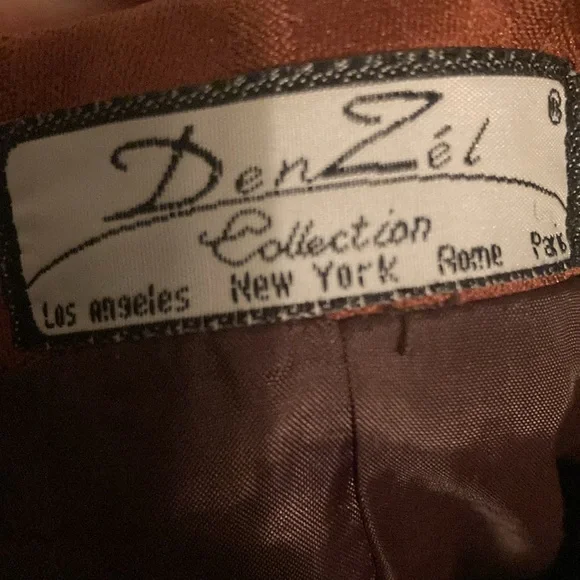 DenZél ®
Collection
Los Angeles New York Rome Paris